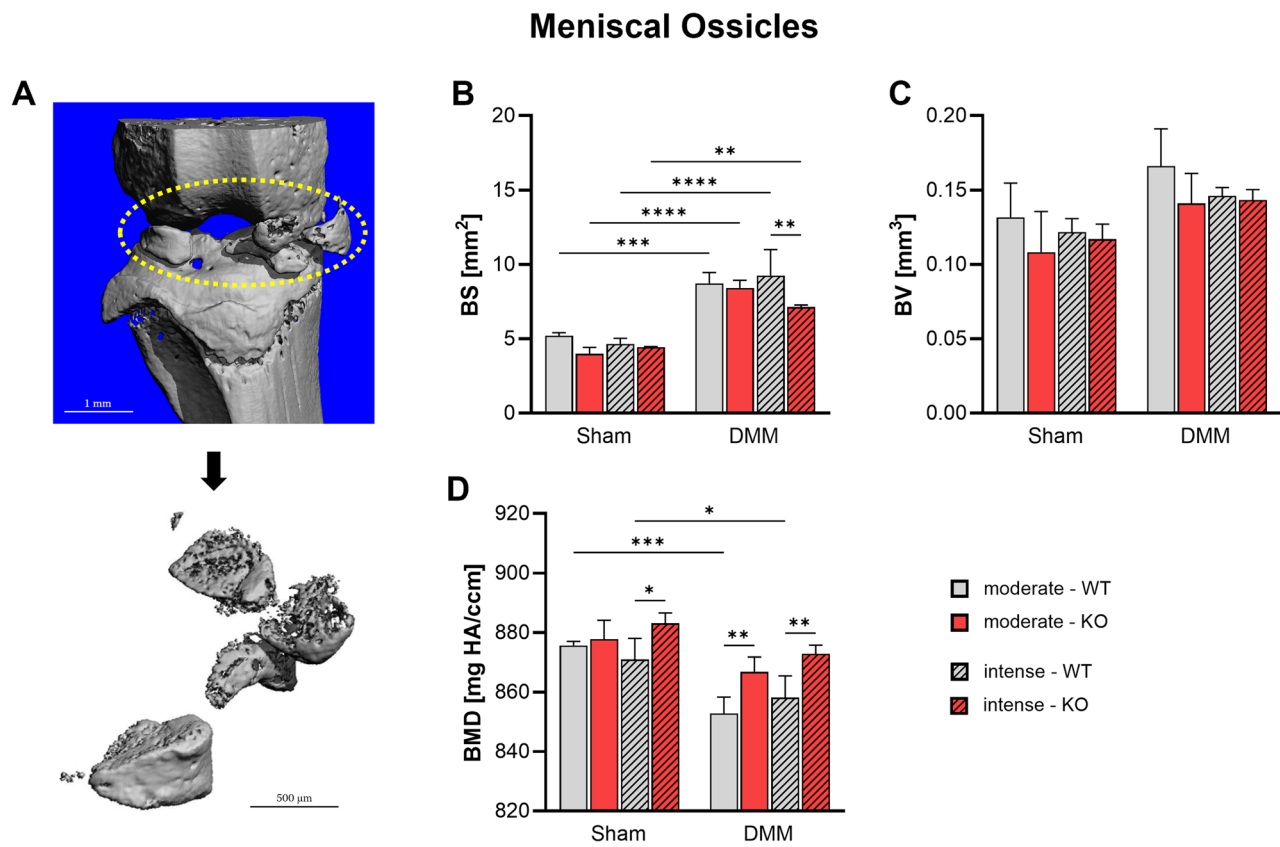 Meniscal Ossicles
A
1 mm
500 µm
B
BS [mm²]
20
15
10
5
0
**
****
****
***
**
Sham DMM
C
BV [mm³]
0.20
0.15
0.10
0.05
0.00
Sham DMM
D
BMD [mg HA/ccm]
920
900
880
860
840
820
*
***
*
**
**
Sham DMM
moderate - WT
moderate - KO
intense - WT
intense - KO